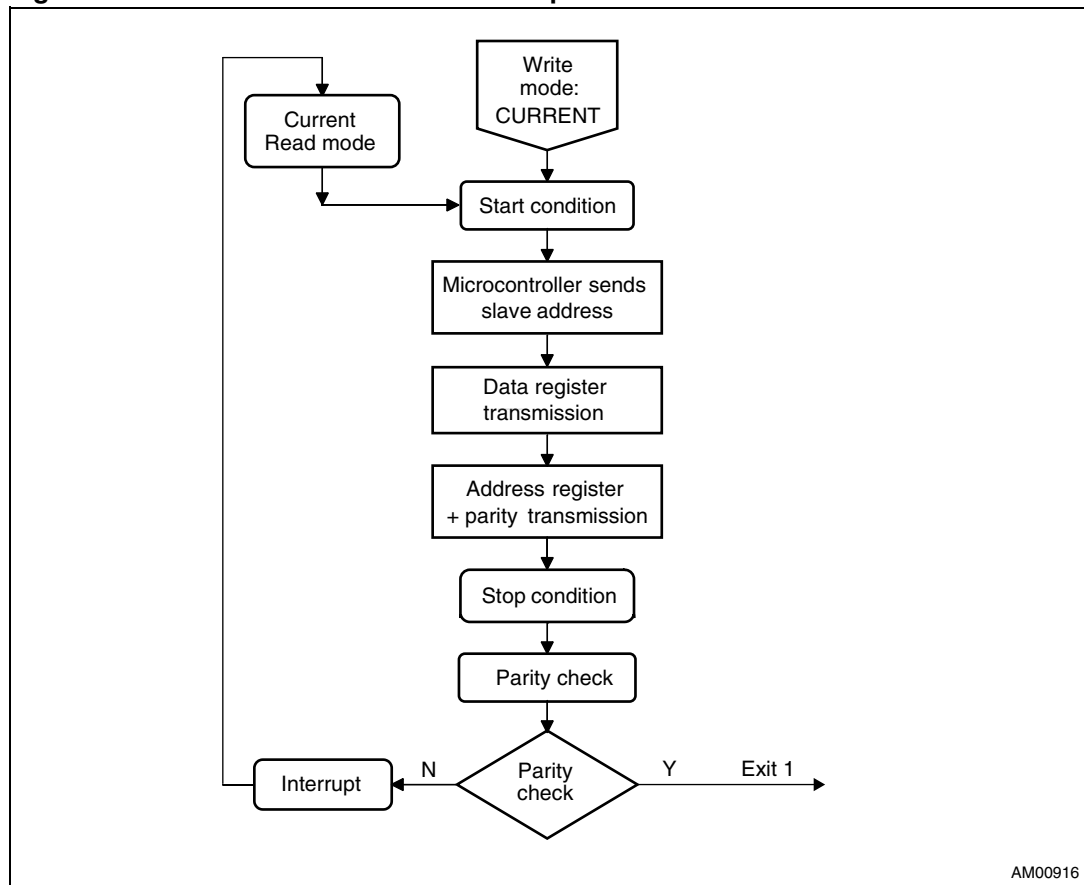 Write
mode:
CURRENT
Current
Read mode
Start condition
Microcontroller sends
slave address
Data register
transmission
Address register
+ parity transmission
Stop condition
Parity check
Interrupt
N
Parity
check
Y
Exit 1
AM00916